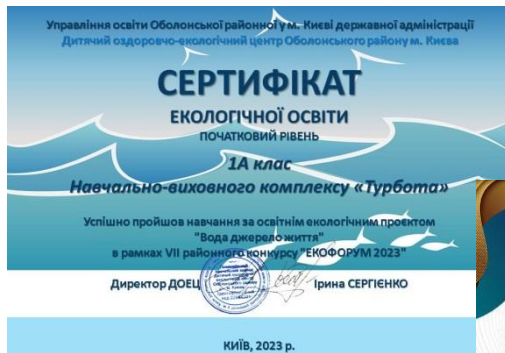 Управління освіти Оболонської районної у м. Києві державної адміністрації
Дитячий оздоровчо-екологічний центр Оболонського району м. Києва
СЕРТИФІКАТ
ЕКОЛОГІЧНОЇ ОСВІТИ
ПОЧАТКОВИЙ РІВЕНЬ
1А клас
Навчально-виховного комплексу «Турбота»
Успішно пройшов навчання за освітнім екологічним проєктом
"Вода джерело життя"
в рамках VII районного конкурсу "ЕКОФОРУМ 2023"
Директор ДОЕЦ Ірина СЕРГІЄНКО
КИЇВ, 2023 р.